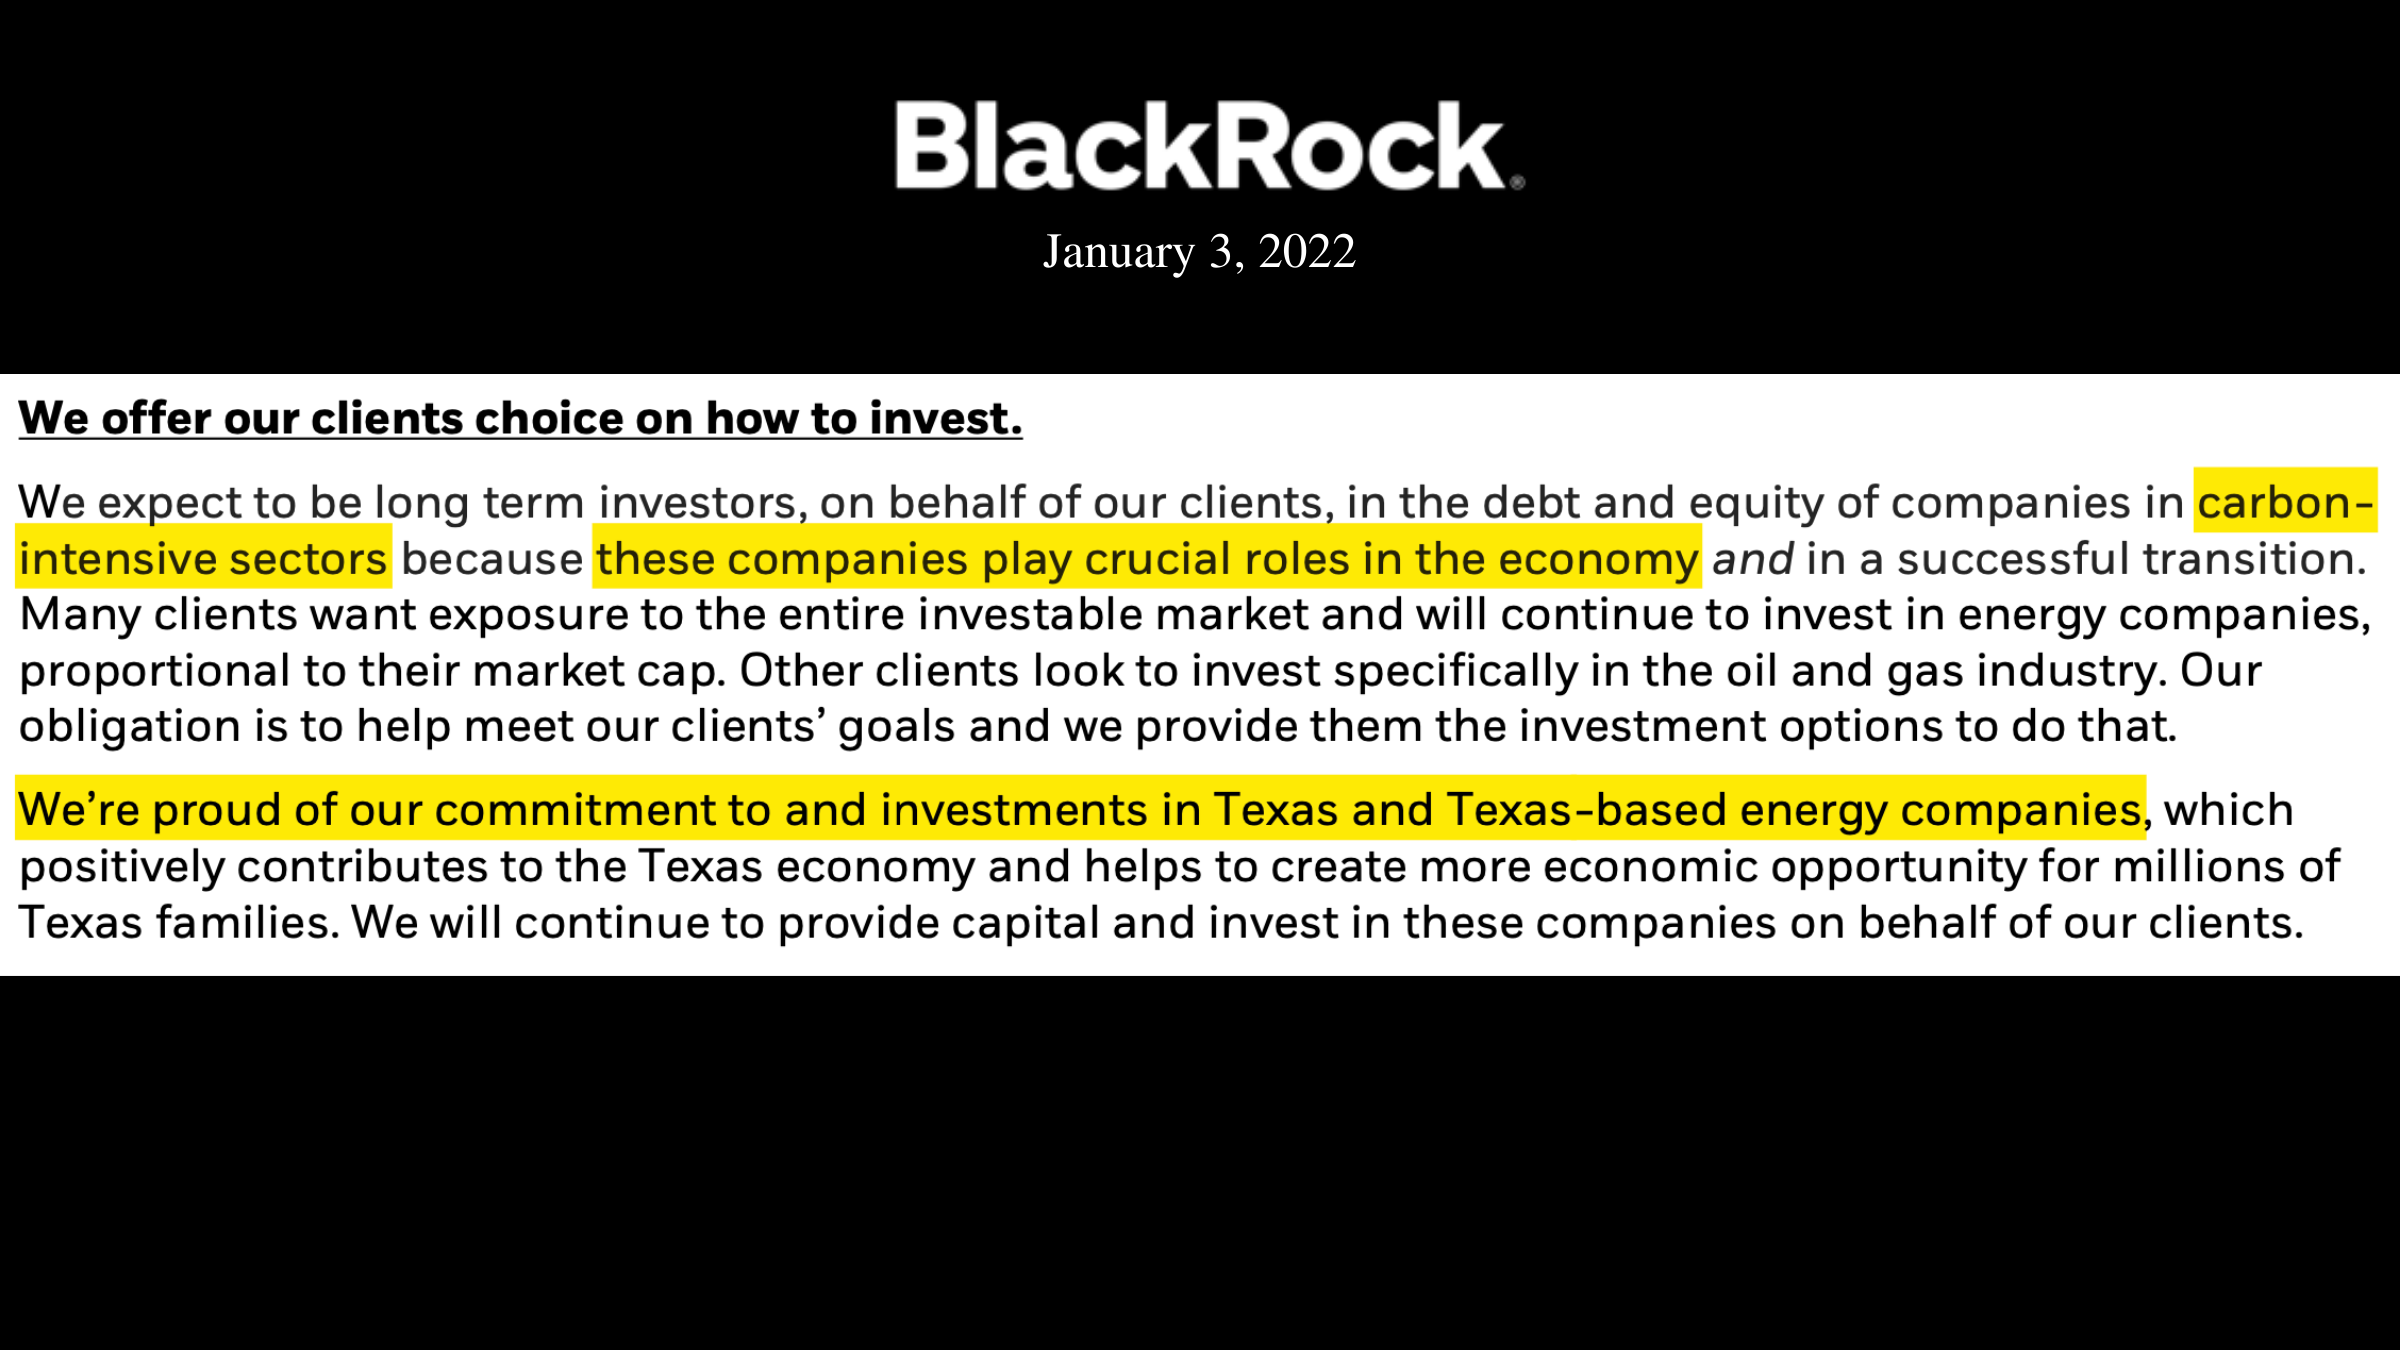 BlackRock®
January 3, 2022
We offer our clients choice on how to invest.
We expect to be long term investors, on behalf of our clients, in the debt and equity of companies in carbon-
intensive sectors because these companies play crucial roles in the economy and in a successful transition.
Many clients want exposure to the entire investable market and will continue to invest in energy companies,
proportional to their market cap. Other clients look to invest specifically in the oil and gas industry. Our
obligation is to help meet our clients’ goals and we provide them the investment options to do that.
We’re proud of our commitment to and investments in Texas and Texas-based energy companies, which
positively contributes to the Texas economy and helps to create more economic opportunity for millions of
Texas families. We will continue to provide capital and invest in these companies on behalf of our clients.